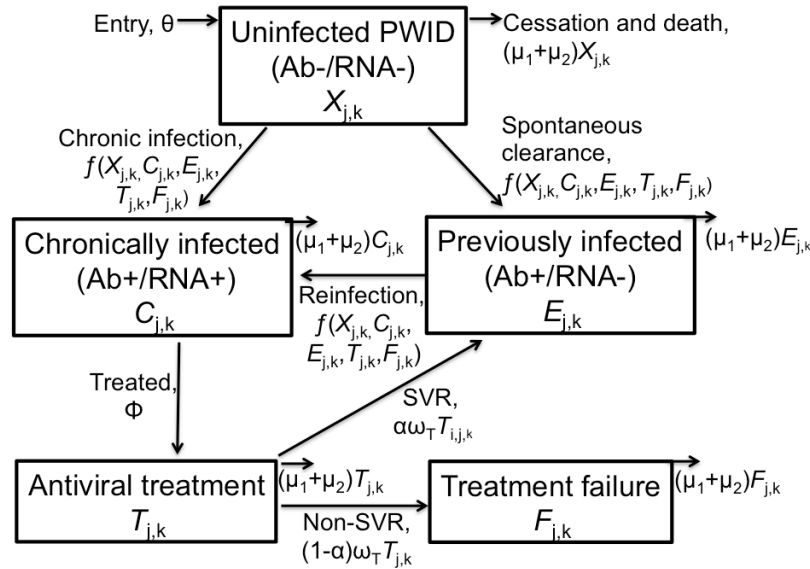 Entry, θ
Uninfected PWID
(Ab-/RNA-)
X j,k
Cessation and death,
(μ1+μ2)Xj,k
Chronic infection,
f(Xj,k,Cj,k,Ej,k,
Tj,k,Fj,k)
Spontaneous
clearance,
f(Xj,k,Cj,k,Ej,k,Tj,k,Fj,k)
Chronically infected
(Ab+/RNA+)
Cj,k
(μ1+μ2)Cj,k
Previously infected
(Ab+/RNA-)
Ej,k
(μ1+μ2)Ej,k
Reinfection,
f(Xj,k,Cj,k,
Ej,k,Tj,k,Fj,k)
Treated,
Φ
SVR,
αωTTi,j,k
Antiviral treatment
Tj,k
(μ1+μ2)Tj,k
Non-SVR,
(1-α)ωTTj,k
Treatment failure
Fj,k
(μ1+μ2)Fj,k